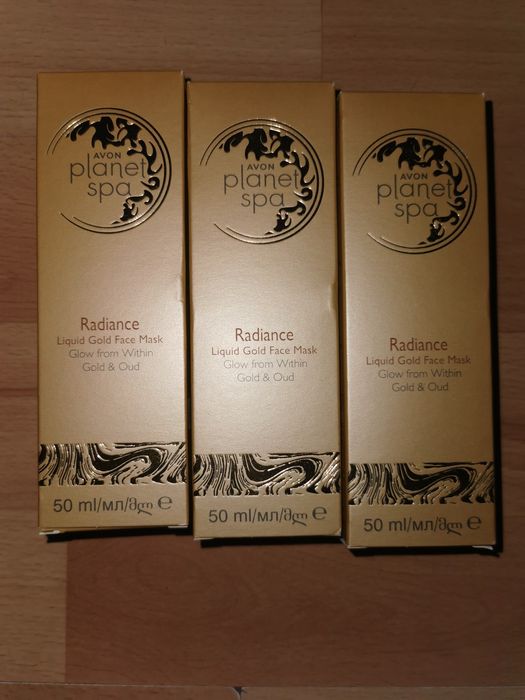 AVON
planet
spa
Radiance
Liquid Gold Face Mask
Glow from Within
Gold & Oud
50 ml/мл/მლ ℮
AVON
planet
spa
Radiance
Liquid Gold Face Mask
Glow from Within
Gold & Oud
50 ml/мл/მლ ℮
AVON
planet
spa
Radiance
Liquid Gold Face Mask
Glow from Within
Gold & Oud
50 ml/мл/მლ ℮